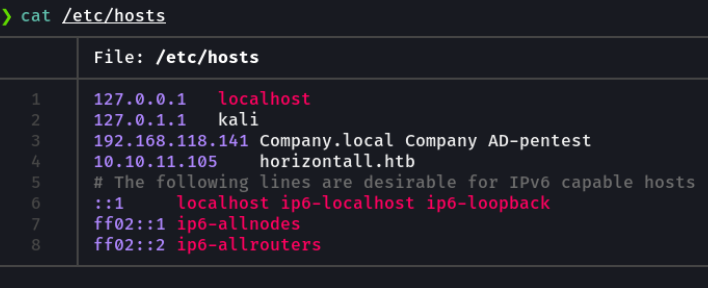 ❯ cat /etc/hosts
File: /etc/hosts
1 127.0.0.1 localhost
2 127.0.1.1 kali
3 192.168.118.141 Company.local Company AD-pentest
4 10.10.11.105 horizontall.htb
5 # The following lines are desirable for IPv6 capable hosts
6 ::1 localhost ip6-localhost ip6-loopback
7 ff02::1 ip6-allnodes
8 ff02::2 ip6-allrouters